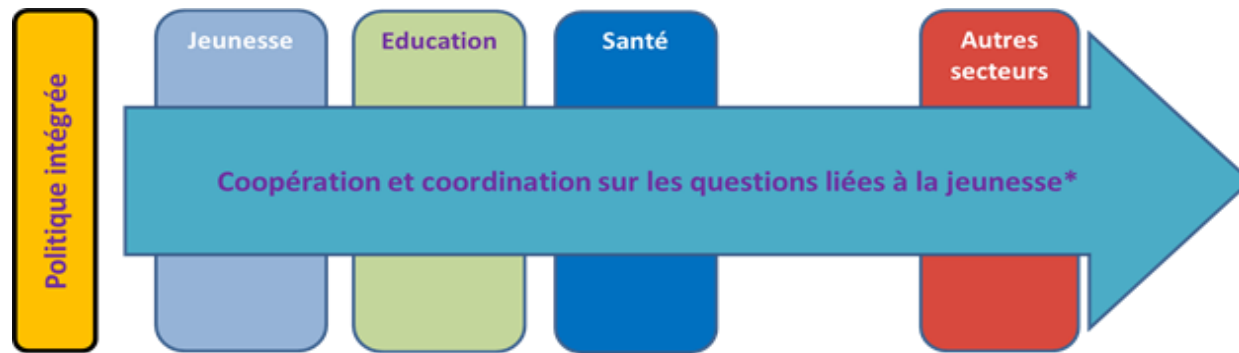 Politique intégrée
Jeunesse
Education
Santé
Autres
secteurs
Coopération et coordination sur les questions liées à la jeunesse*